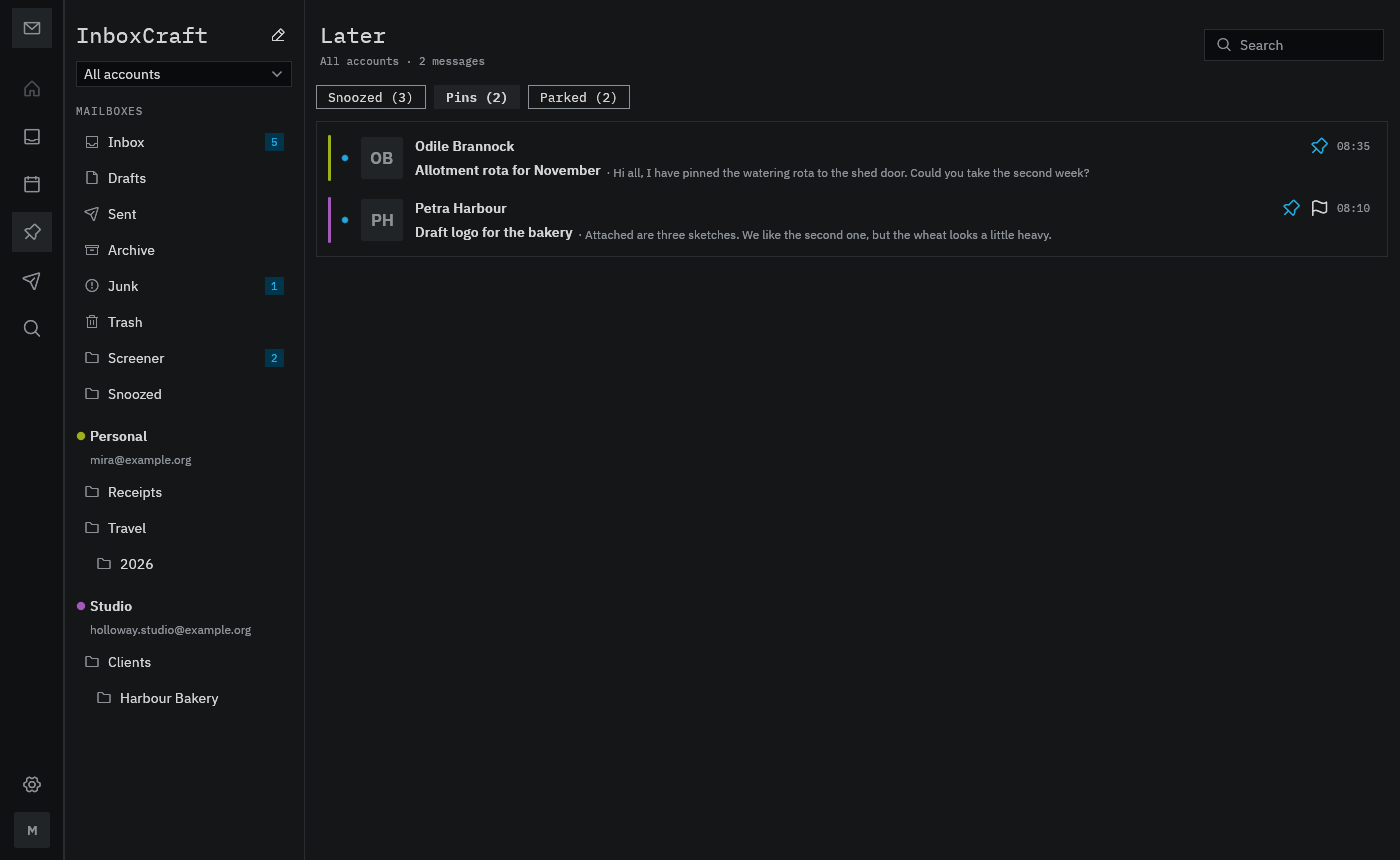 InboxCraft
All accounts
MAILBOXES
Inbox 5
Drafts
Sent
Archive
Junk 1
Trash
Screener 2
Snoozed
Personal
mira@example.org
Receipts
Travel
2026
Studio
holloway.studio@example.org
Clients
Harbour Bakery
M
Later
All accounts · 2 messages
Search
Snoozed (3) Pins (2) Parked (2)
OB
Odile Brannock 08:35
Allotment rota for November · Hi all, I have pinned the watering rota to the shed door. Could you take the second week?
PH
Petra Harbour 08:10
Draft logo for the bakery · Attached are three sketches. We like the second one, but the wheat looks a little heavy.